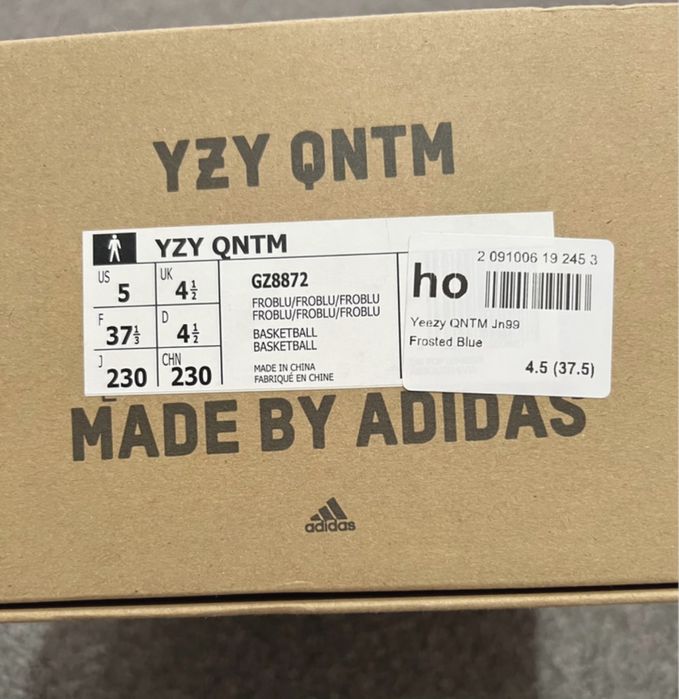 YZY QNTM
YZY QNTM
US 5
UK 4½
F 37⅓
D 4½
J 230
CHN 230
GZ8872
FROBLU/FROBLU/FROBLU
FROBLU/FROBLU/FROBLU
BASKETBALL
BASKETBALL
MADE IN CHINA
FABRIQUÉ EN CHINE
2 091006 19 245 3
ho
Yeezy QNTM Jn99
Frosted Blue
4.5 (37.5)
MADE BY ADIDAS
adidas